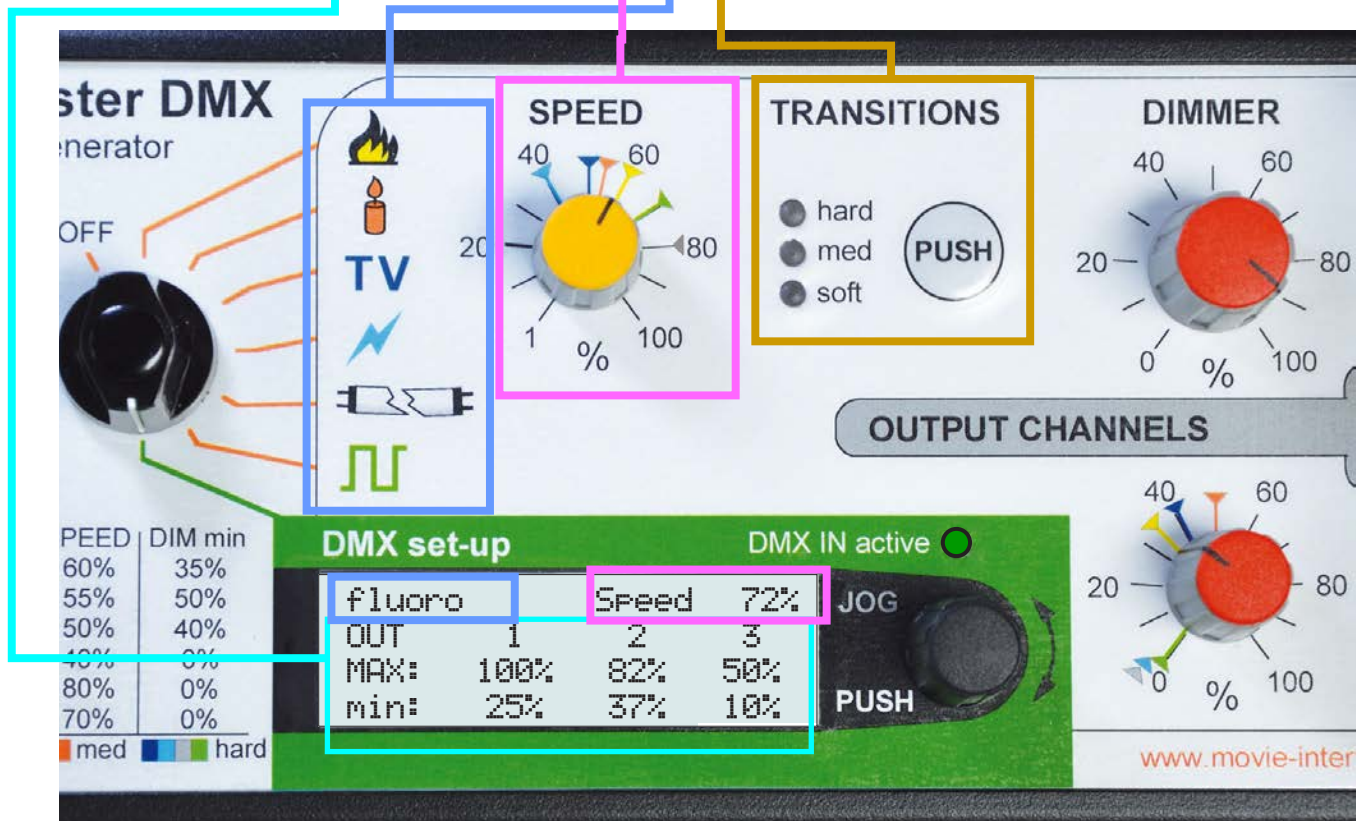 ster DMX
enerator
OFF
TV
SPEED
40 60
20 80
1 % 100
TRANSITIONS
hard
med
soft
PUSH
DIMMER
40 60
20 80
0 % 100
OUTPUT CHANNELS
40 60
20 80
0 % 100
PEED DIM min
60% 35%
55% 50%
50% 40%
40% 0%
80% 0%
70% 0%
med hard
DMX set-up
DMX IN active
fluoro Speed 72%
OUT 1 2 3
MAX: 100% 82% 50%
min: 25% 37% 10%
JOG
PUSH
www.movie-inter